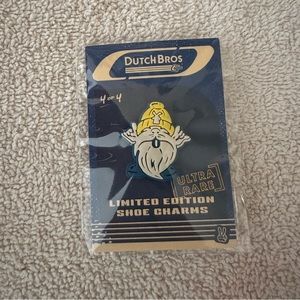 DUTCH BROS
4 OF 4
ULTRA
RARE
LIMITED EDITION
SHOE CHARMS